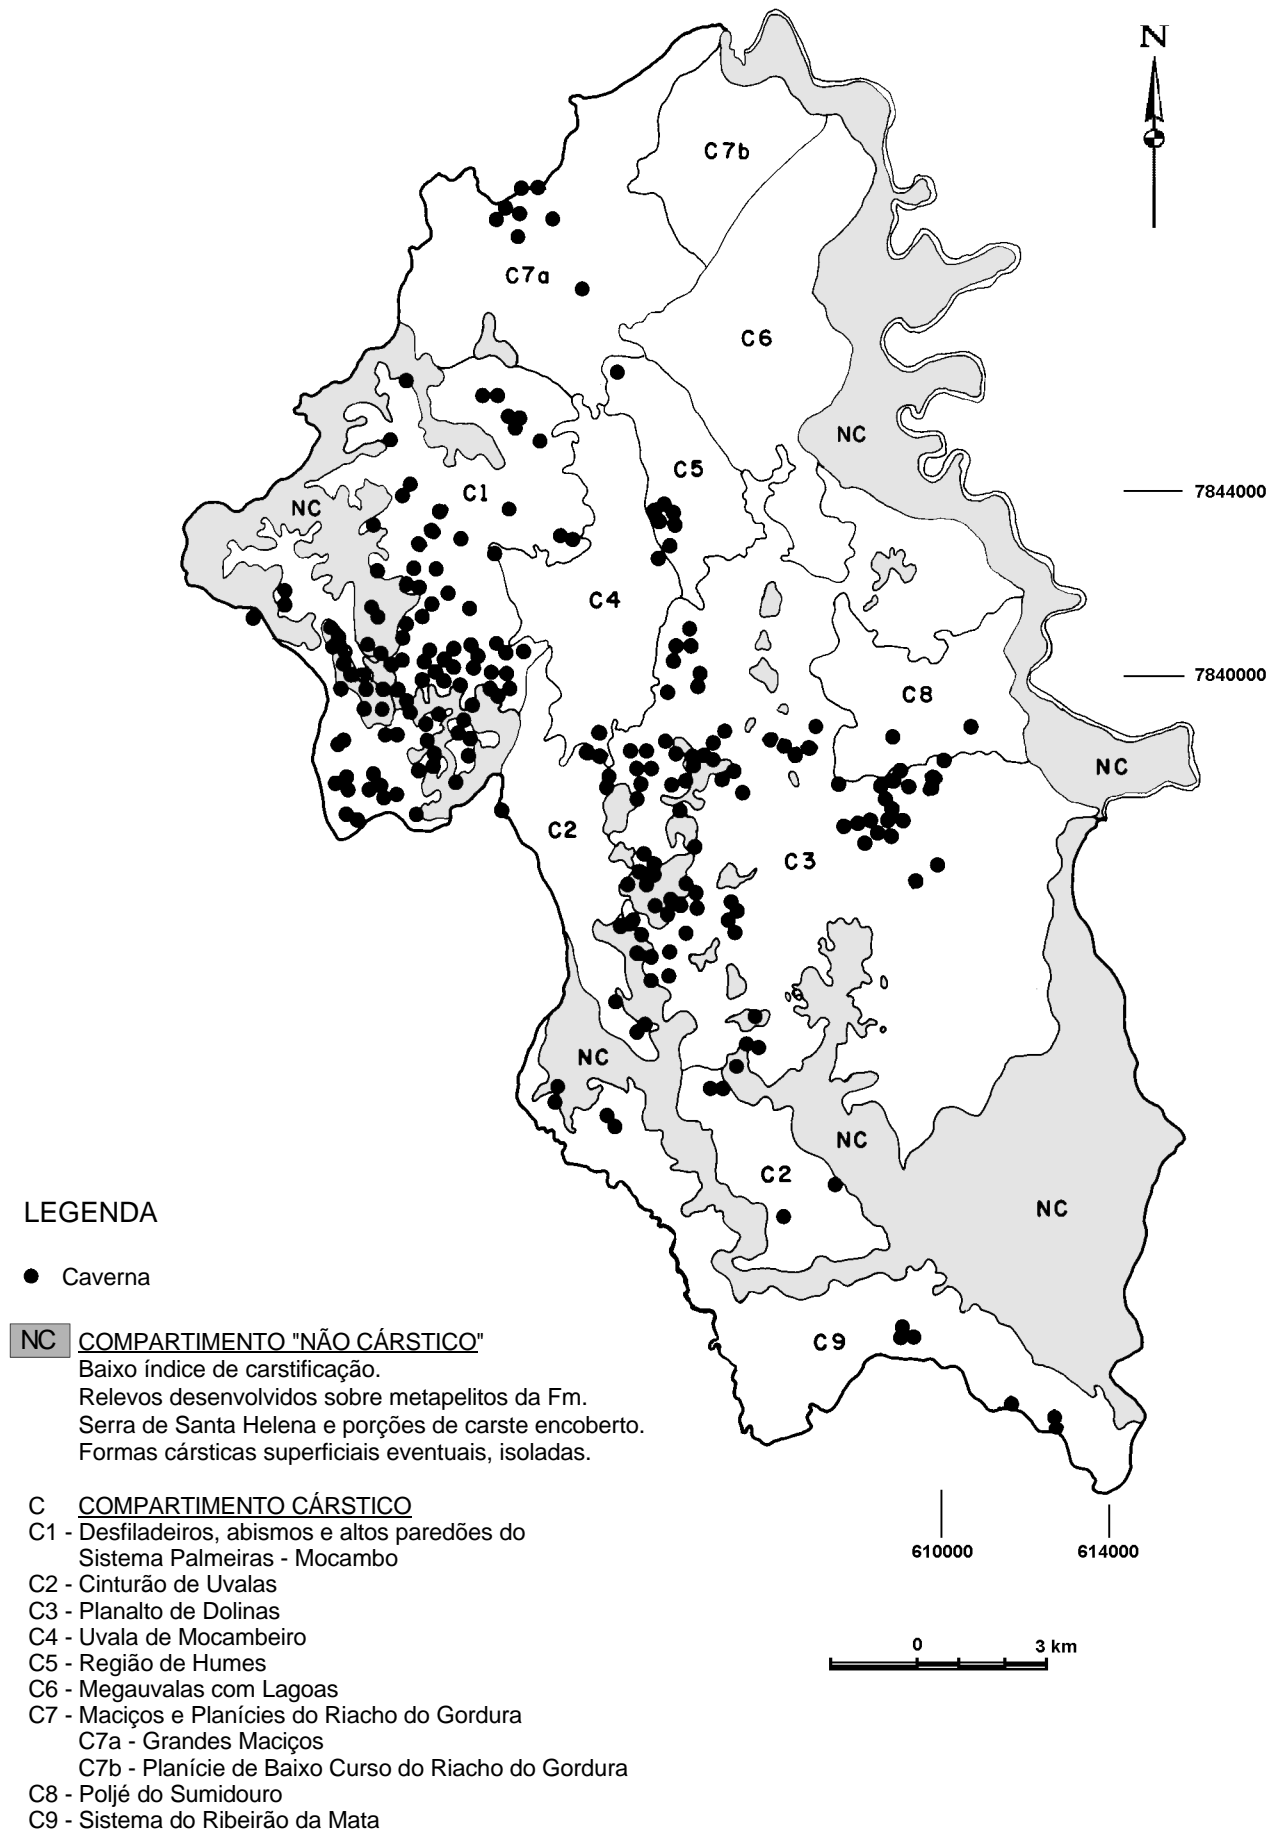 N
C7b
C7a
C6
NC
C5
7844000
C1
NC
C4
7840000
C8
NC
C2
C3
NC
NC
C2
NC
C9
LEGENDA
Caverna
NC COMPARTIMENTO "NÃO CÁRSTICO"
Baixo índice de carstificação.
Relevos desenvolvidos sobre metapelitos da Fm.
Serra de Santa Helena e porções de carste encoberto.
Formas cársticas superficiais eventuais, isoladas.
C COMPARTIMENTO CÁRSTICO
C1 - Desfiladeiros, abismos e altos paredões do
Sistema Palmeiras - Mocambo
C2 - Cinturão de Uvalas
C3 - Planalto de Dolinas
C4 - Uvala de Mocambeiro
C5 - Região de Humes
C6 - Megauvalas com Lagoas
C7 - Maciços e Planícies do Riacho do Gordura
C7a - Grandes Maciços
C7b - Planície de Baixo Curso do Riacho do Gordura
C8 - Poljé do Sumidouro
C9 - Sistema do Ribeirão da Mata
610000 614000
0 3 km